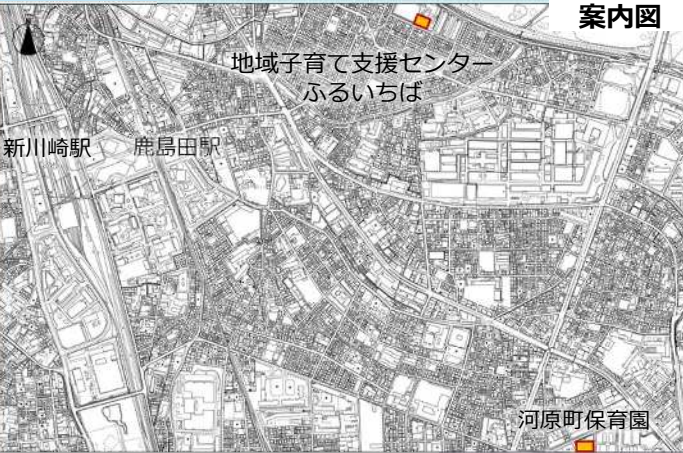 案内図
地域子育て支援センター
ふるいちば
新川崎駅
鹿島田駅
河原町保育園